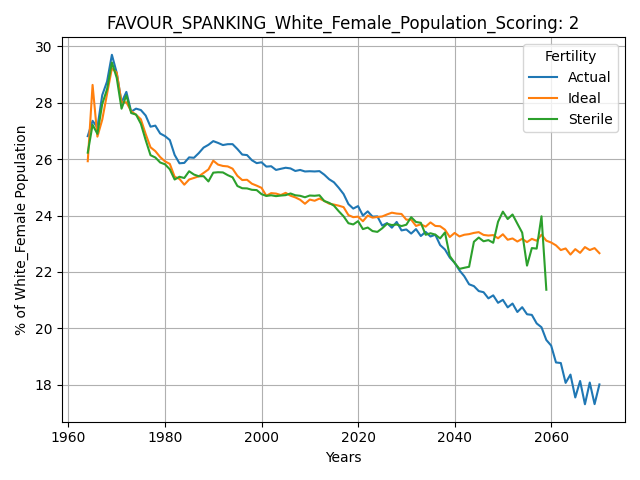 FAVOUR_SPANKING_White_Female_Population_Scoring: 2
30
28
26
24
22
20
18
% of White_Female Population
Fertility
Actual
Ideal
Sterile
1960 1980 2000 2020 2040 2060
Years